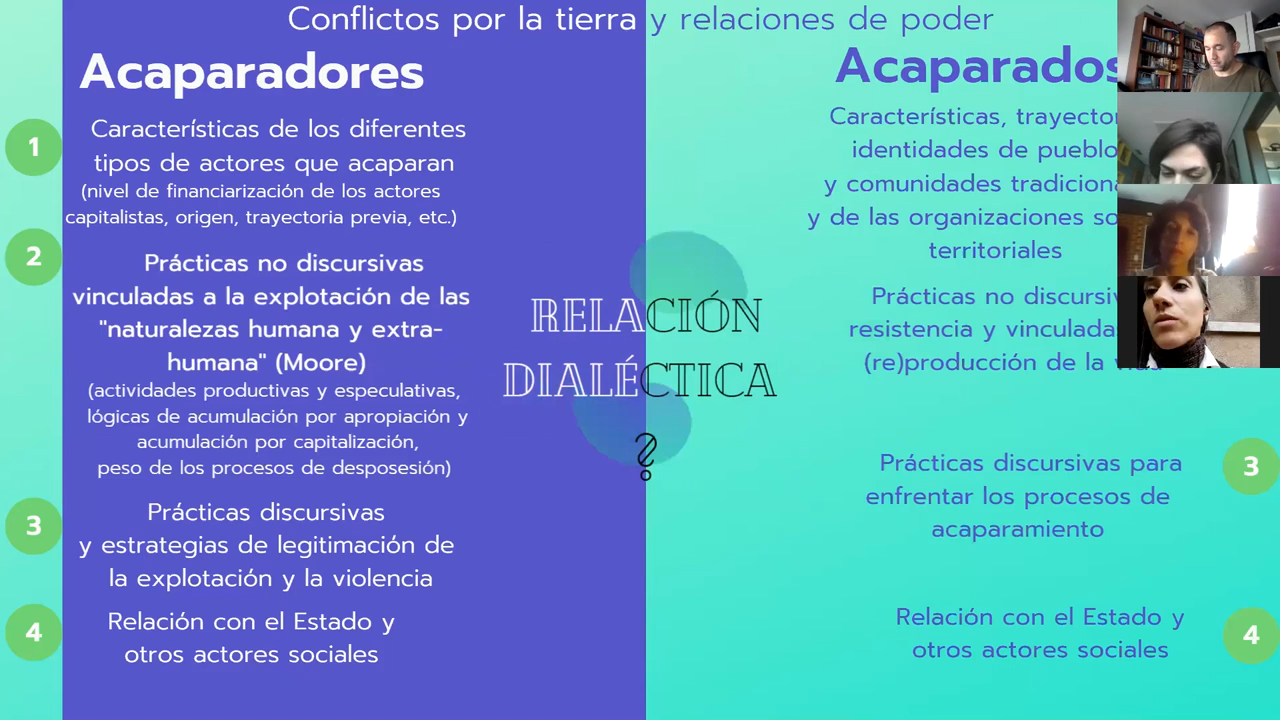 Conflictos por la tierra y relaciones de poder
Acaparadores
1
Características de los diferentes
tipos de actores que acaparan
(nivel de financiarización de los actores
capitalistas, origen, trayectoria previa, etc.)
2
Prácticas no discursivas
vinculadas a la explotación de las
"naturalezas humana y extra-
humana" (Moore)
(actividades productivas y especulativas,
lógicas de acumulación por apropiación y
acumulación por capitalización,
peso de los procesos de desposesión)
3
Prácticas discursivas
y estrategias de legitimación de
la explotación y la violencia
4
Relación con el Estado y
otros actores sociales
RELACIÓN
DIALÉCTICA
?
Acaparados
Características,
identidades de
y comunidades
y de las organizaciones
territoriales
Prácticas no
resistencia y
(re)producción de la
Prácticas discursivas para
enfrentar los procesos de
acaparamiento
3
Relación con el Estado y
otros actores sociales
4